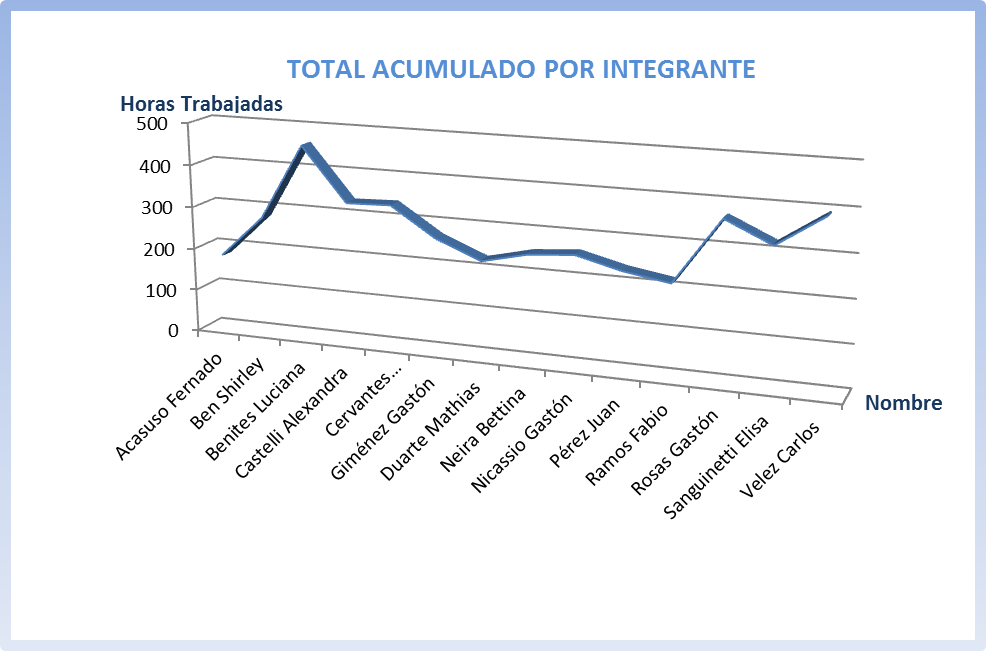 TOTAL ACUMULADO POR INTEGRANTE
Horas Trabajadas
500
400
300
200
100
0
Acasuso Fernado
Ben Shirley
Benites Luciana
Castelli Alexandra
Cervantes...
Giménez Gastón
Duarte Mathias
Neira Bettina
Nicassio Gastón
Pérez Juan
Ramos Fabio
Rosas Gastón
Sanguinetti Elisa
Velez Carlos
Nombre